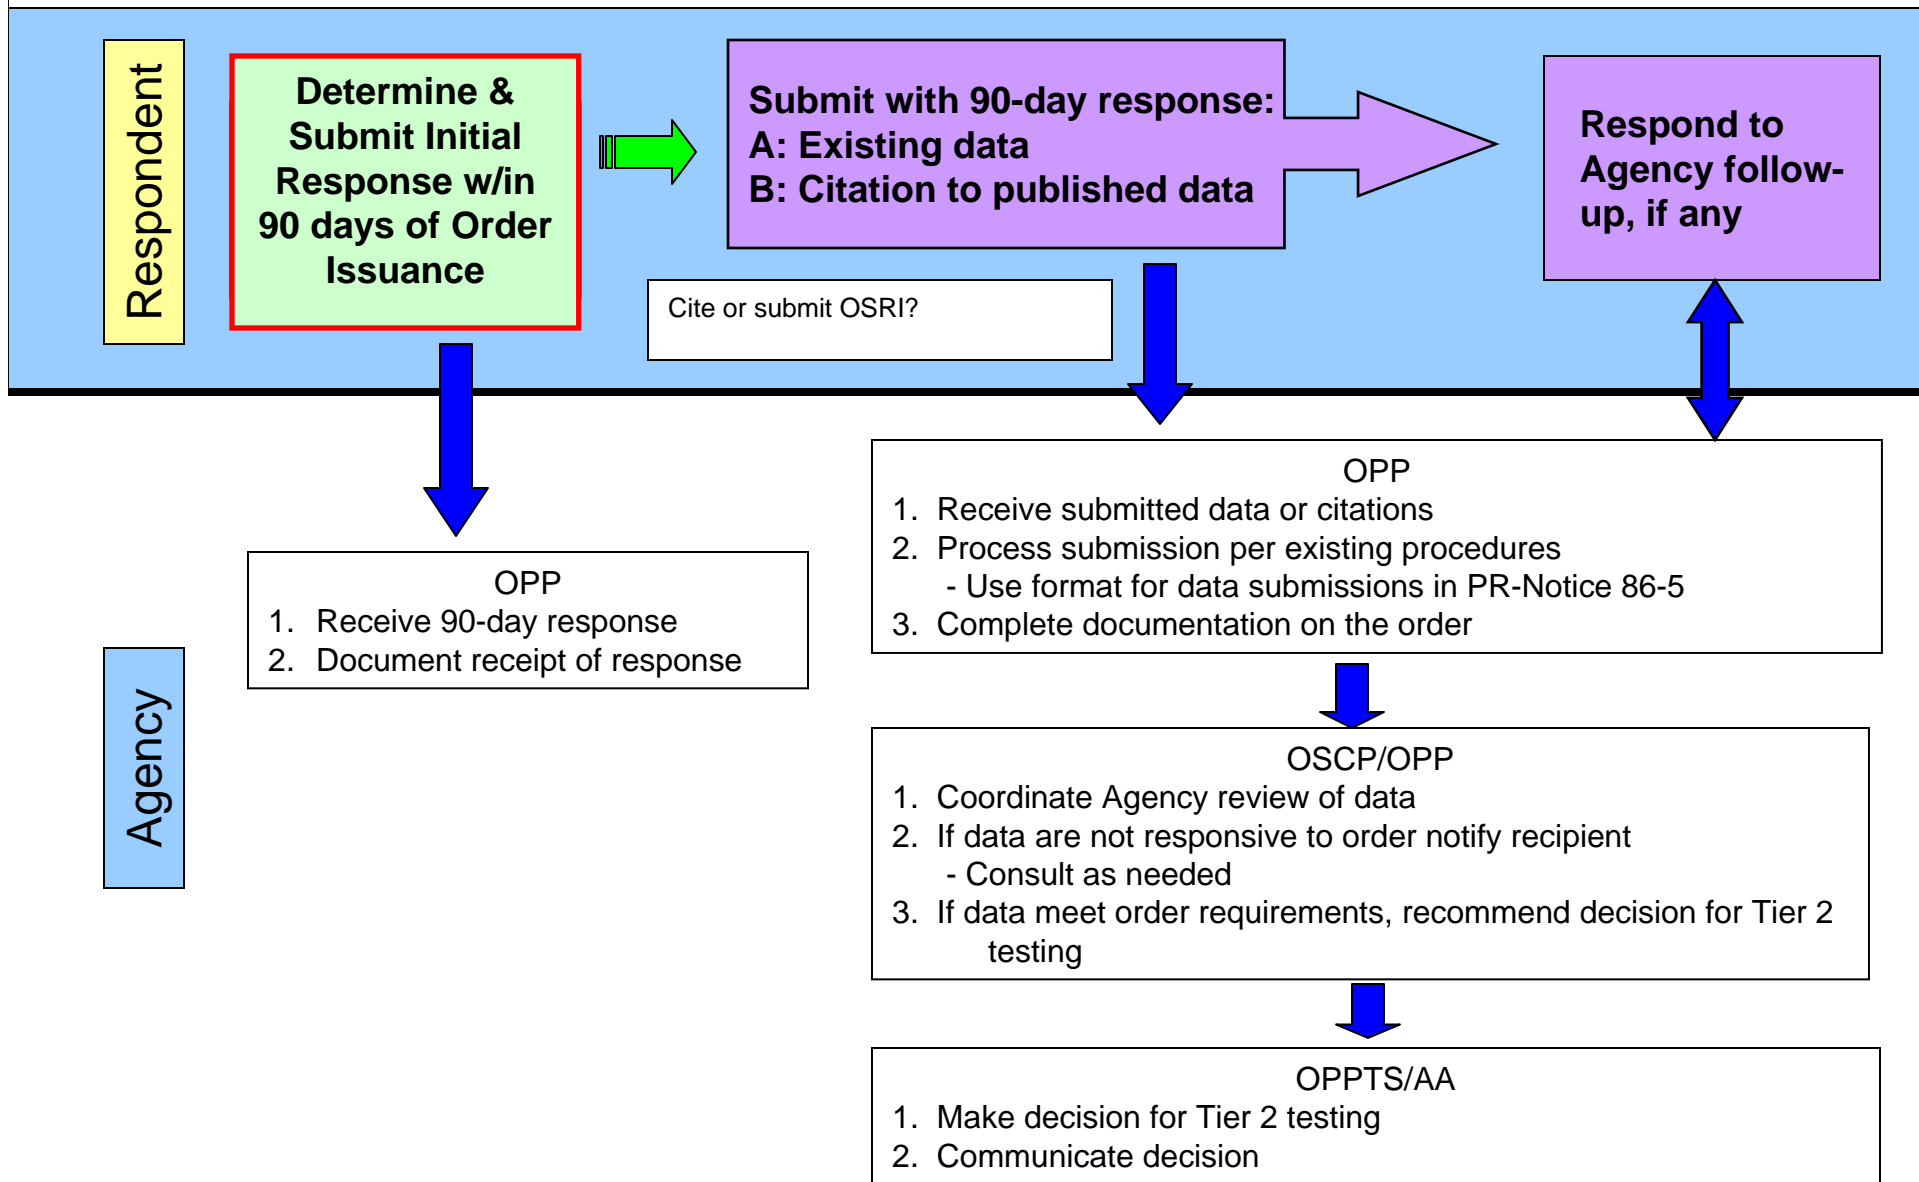 Respondent
Determine &
Submit Initial
Response w/in
90 days of Order
Issuance
Submit with 90-day response:
A: Existing data
B: Citation to published data
Respond to
Agency follow-
up, if any
Cite or submit OSRI?
Agency
OPP
1. Receive 90-day response
2. Document receipt of response
OPP
1. Receive submitted data or citations
2. Process submission per existing procedures
- Use format for data submissions in PR-Notice 86-5
3. Complete documentation on the order
OSCP/OPP
1. Coordinate Agency review of data
2. If data are not responsive to order notify recipient
- Consult as needed
3. If data meet order requirements, recommend decision for Tier 2
testing
OPPTS/AA
1. Make decision for Tier 2 testing
2. Communicate decision